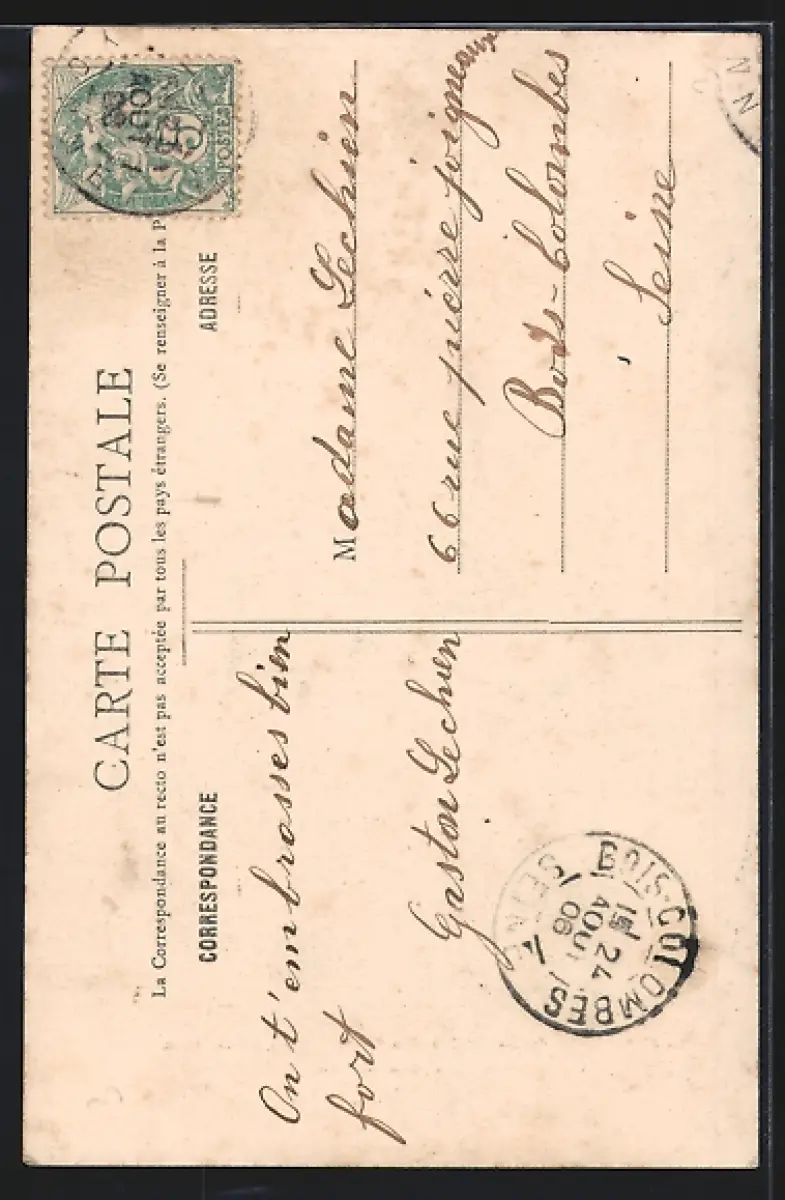 CARTE POSTALE
La Correspondance au recto n'est pas acceptée par tous les pays étrangers. (Se renseigner à la P
CORRESPONDANCE
ADRESSE
On t'embrasses bien
fort
Gaston Lechien
Madame Lechien
66 rue pierre joigneaux
Bois-Colombes
Seine
POSTES
AOUT
BOIS-COLOMBES
SEINE
24
AOUT
06